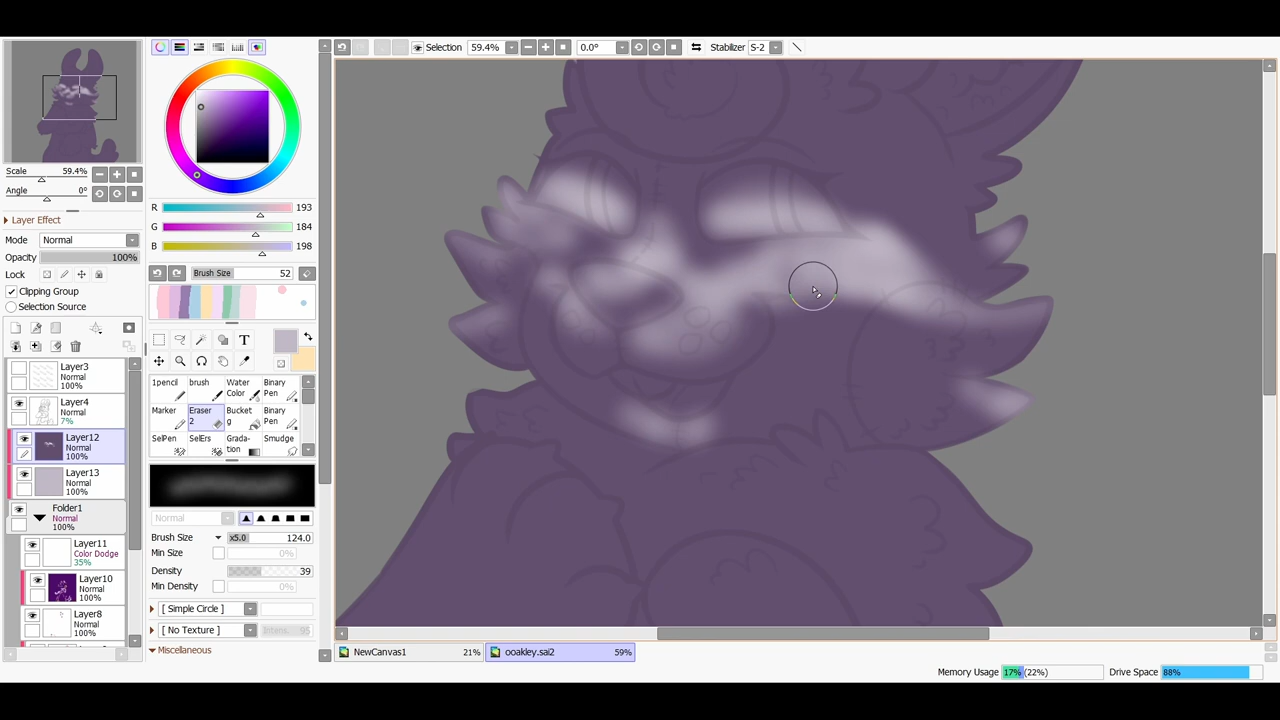 Selection 59.4% 0.0° Stabilizer S-2
Scale 59.4%
Angle 0°
Layer Effect
Mode Normal
Opacity 100%
Lock
Clipping Group
Selection Source
Layer3
Normal
100%
Layer4
Normal
7%
Layer12
Normal
100%
Layer13
Normal
100%
Folder1
Normal
100%
Layer11
Color Dodge
35%
Layer10
Normal
100%
Layer8
Normal
100%
R 193
G 184
B 198
Brush Size 52
T
1pencil brush Water Color Binary Pen
Marker Eraser 2 Bucket g Binary Pen
SelPen SelErs Gradation Smudge
Normal
Brush Size x5.0 124.0
Min Size 0%
Density 39
Min Density 0%
[ Simple Circle ]
[ No Texture ] Intens. 95
Miscellaneous
NewCanvas1 21% ooakley.sai2 59%
Memory Usage 17% (22%) Drive Space 88%